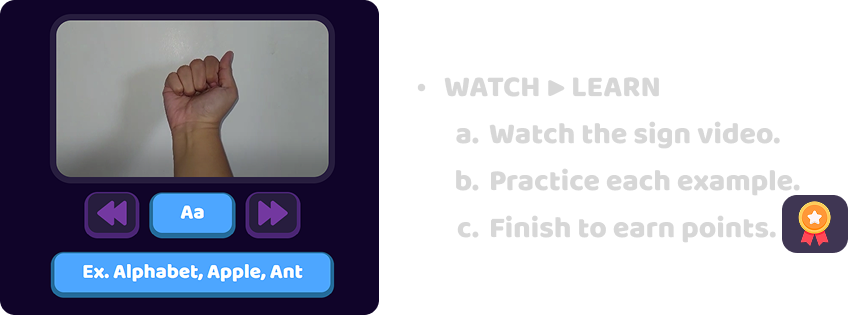 Aa
Ex. Alphabet, Apple, Ant
• WATCH ▶ LEARN
a. Watch the sign video.
b. Practice each example.
c. Finish to earn points.